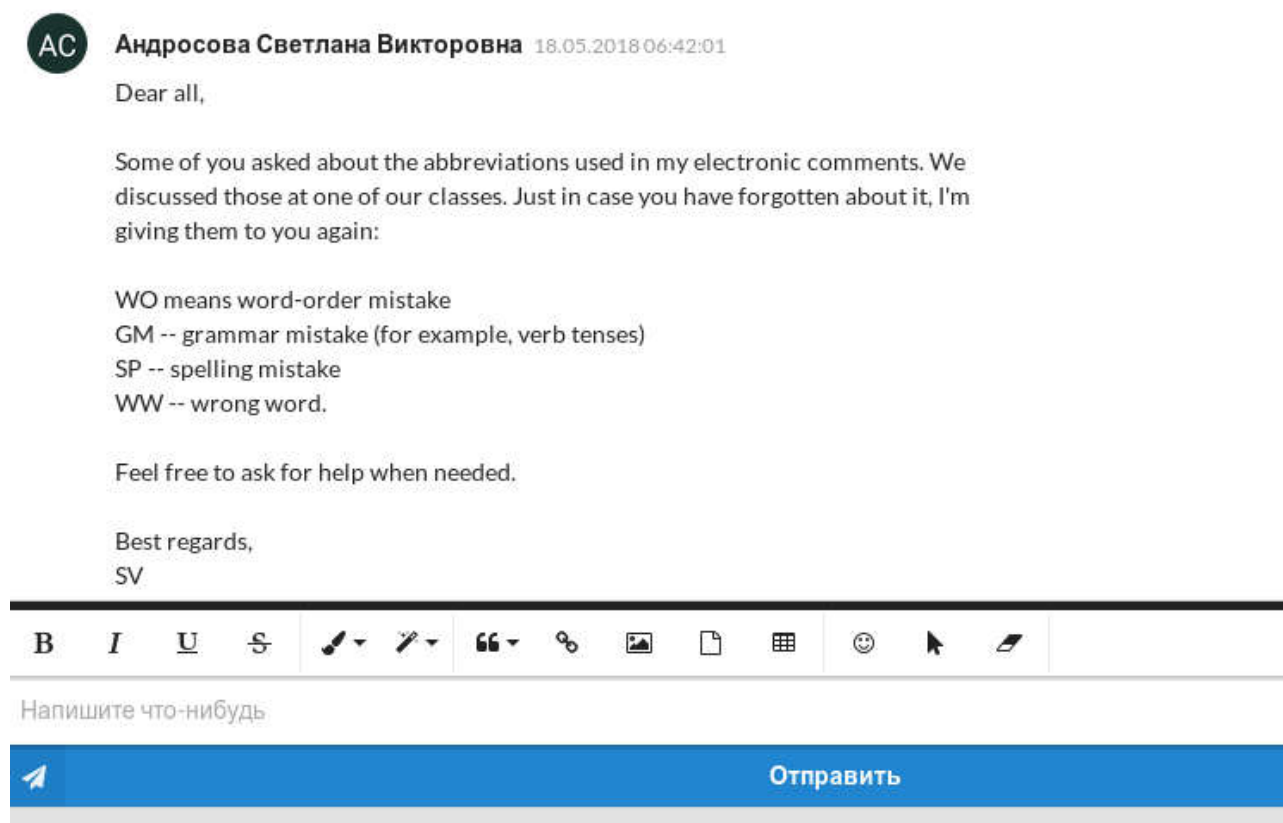 AC
Андросова Светлана Викторовна 18.05.2018 06:42:01
Dear all,
Some of you asked about the abbreviations used in my electronic comments. We
discussed those at one of our classes. Just in case you have forgotten about it, I'm
giving them to you again:
WO means word-order mistake
GM -- grammar mistake (for example, verb tenses)
SP -- spelling mistake
WW -- wrong word.
Feel free to ask for help when needed.
Best regards,
SV
B I U S
Напишите что-нибудь
Отправить